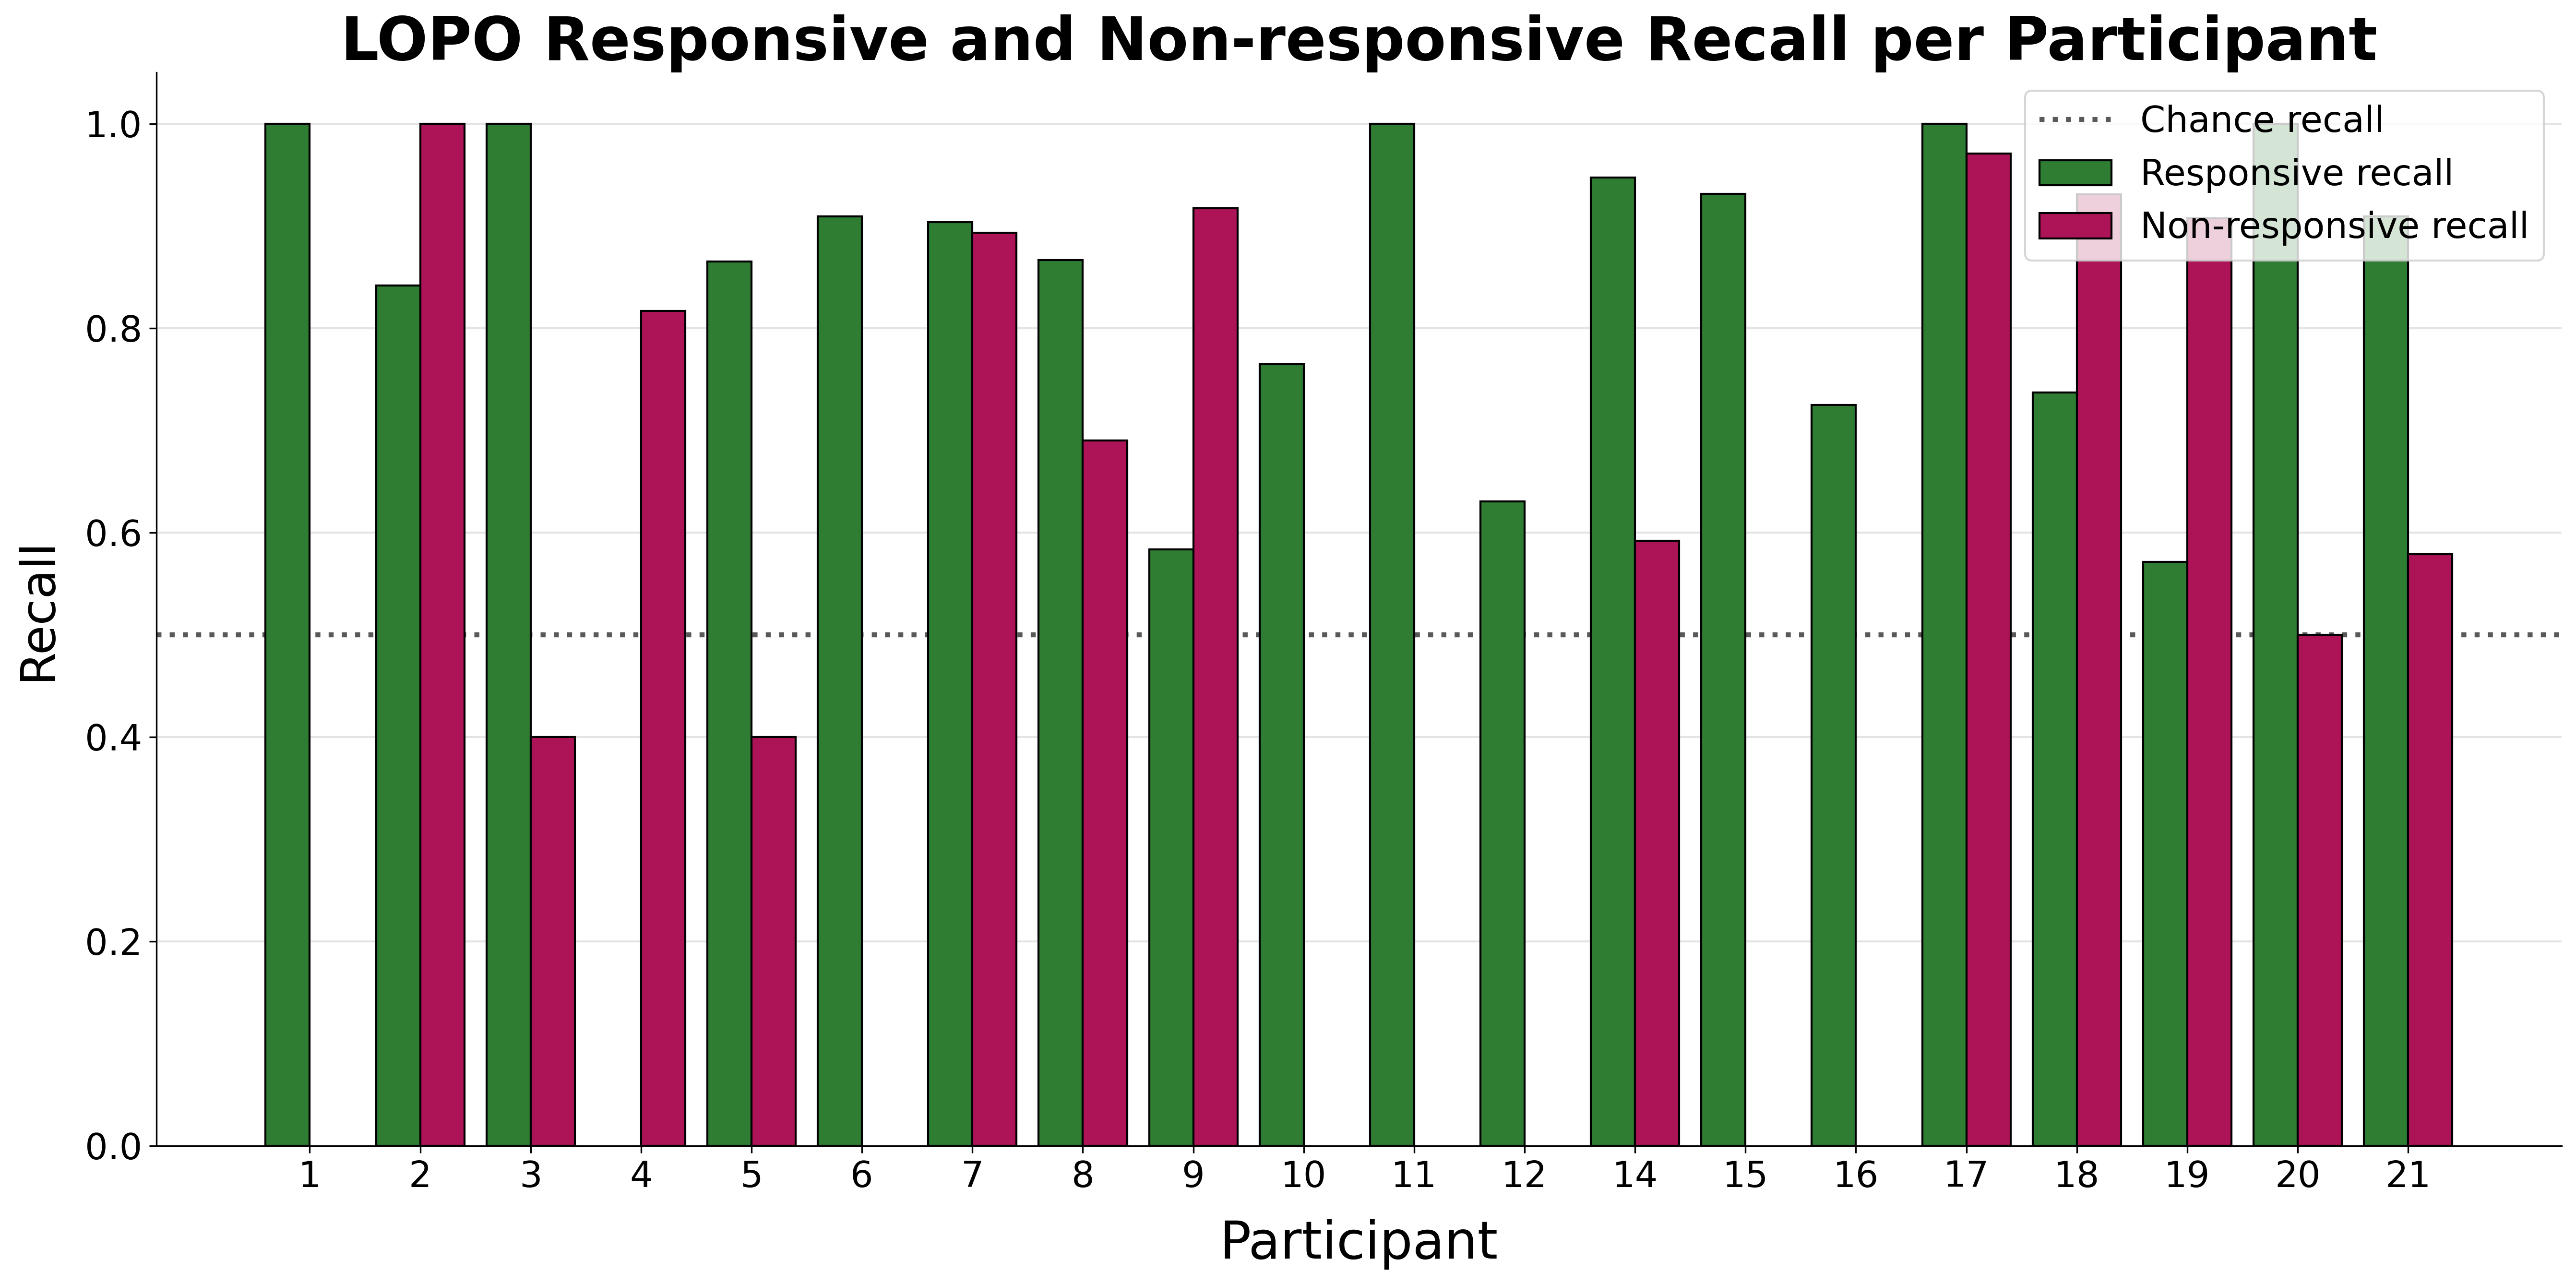 LOPO Responsive and Non-responsive Recall per Participant
Chance recall
Responsive recall
Non-responsive recall
Recall
1.0
0.8
0.6
0.4
0.2
0.0
1 2 3 4 5 6 7 8 9 10 11 12 14 15 16 17 18 19 20 21
Participant